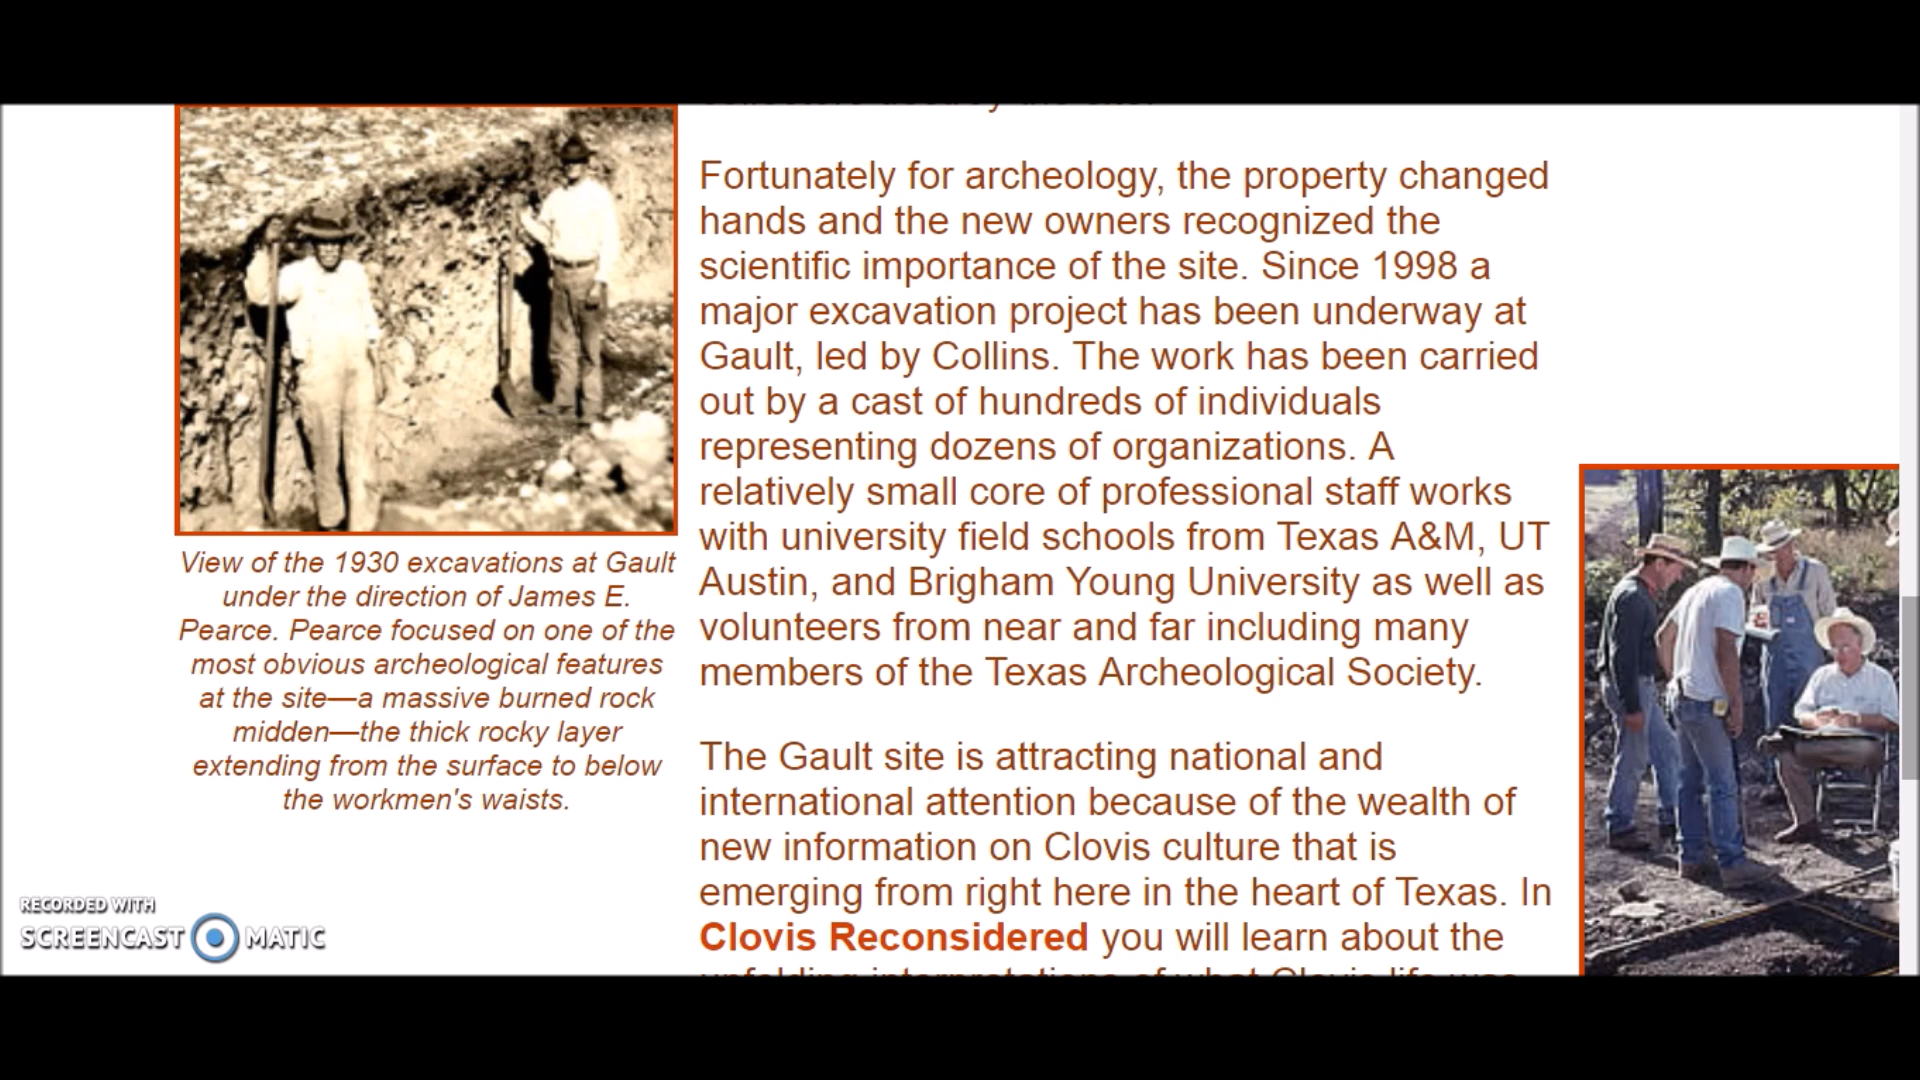 Fortunately for archeology, the property changed
hands and the new owners recognized the
scientific importance of the site. Since 1998 a
major excavation project has been underway at
Gault, led by Collins. The work has been carried
out by a cast of hundreds of individuals
representing dozens of organizations. A
relatively small core of professional staff works
with university field schools from Texas A&M, UT
Austin, and Brigham Young University as well as
volunteers from near and far including many
members of the Texas Archeological Society.
The Gault site is attracting national and
international attention because of the wealth of
new information on Clovis culture that is
emerging from right here in the heart of Texas. In
Clovis Reconsidered you will learn about the
unfolding interpretations of what Clovis life was
View of the 1930 excavations at Gault
under the direction of James E.
Pearce. Pearce focused on one of the
most obvious archeological features
at the site—a massive burned rock
midden—the thick rocky layer
extending from the surface to below
the workmen's waists.
RECORDED WITH
SCREENCAST MATIC